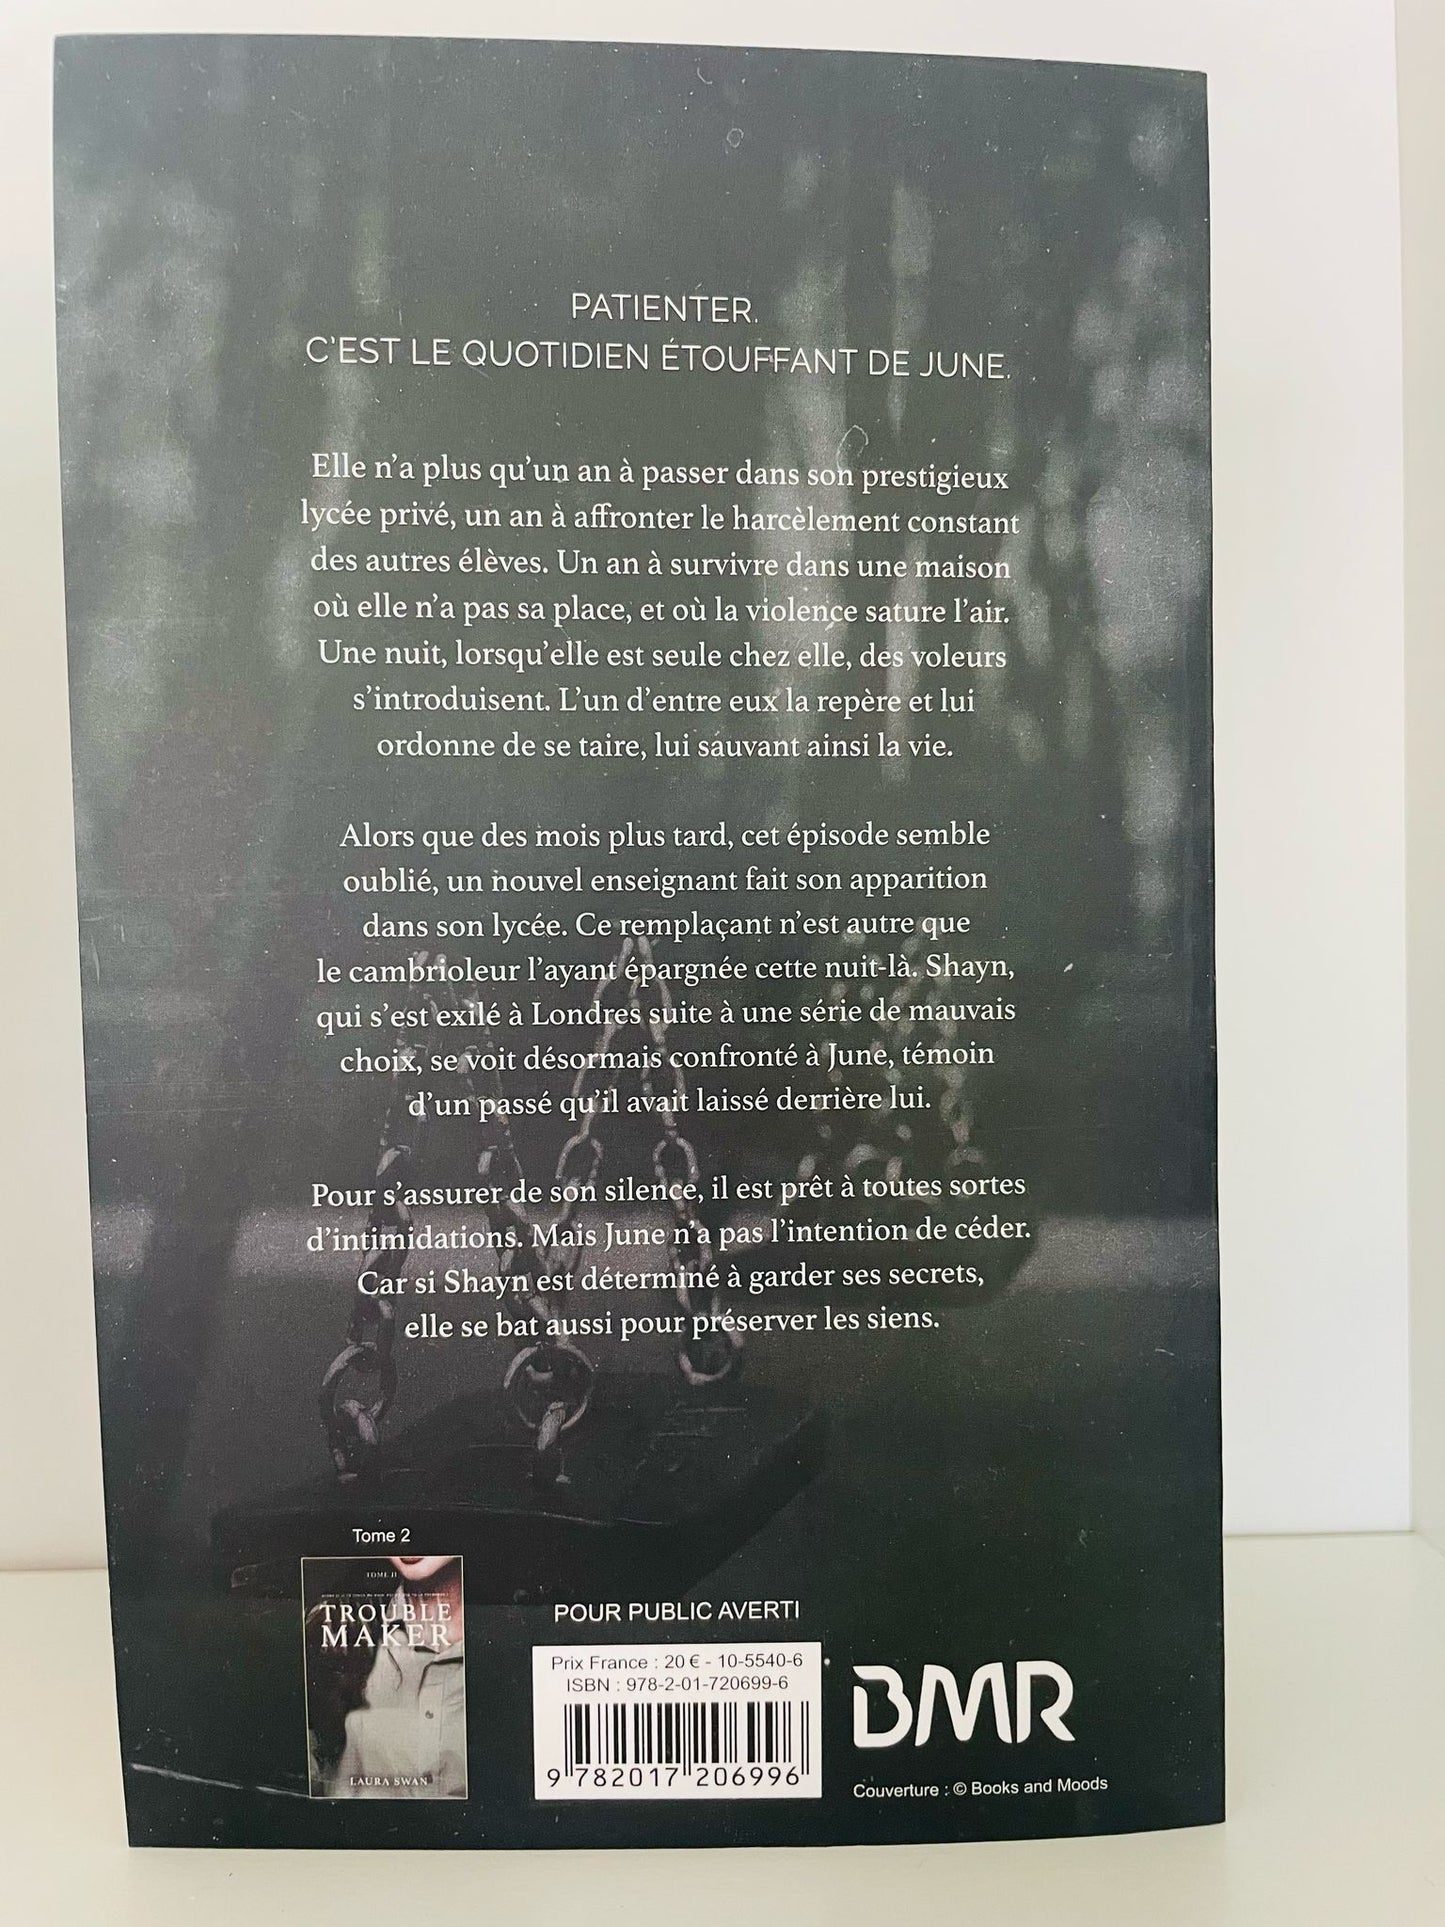 PATIENTER.
C'EST LE QUOTIDIEN ÉTOUFFANT DE JUNE.
Elle n'a plus qu'un an à passer dans son prestigieux
lycée privé, un an à affronter le harcèlement constant
des autres élèves. Un an à survivre dans une maison
où elle n'a pas sa place, et où la violence sature l'air.
Une nuit, lorsqu'elle est seule chez elle, des voleurs
s'introduisent. L'un d'entre eux la repère et lui
ordonne de se taire, lui sauvant ainsi la vie.
Alors que des mois plus tard, cet épisode semble
oublié, un nouvel enseignant fait son apparition
dans son lycée. Ce remplaçant n'est autre que
le cambrioleur l'ayant épargnée cette nuit-là. Shayn,
qui s'est exilé à Londres suite à une série de mauvais
choix, se voit désormais confronté à June, témoin
d'un passé qu'il avait laissé derrière lui.
Pour s'assurer de son silence, il est prêt à toutes sortes
d'intimidations. Mais June n'a pas l'intention de céder.
Car si Shayn est déterminé à garder ses secrets,
elle se bat aussi pour préserver les siens.
Tome 2
TOME II
TROUBLE
MAKER
LAURA SWAN
POUR PUBLIC AVERTI
Prix France : 20 € - 10-5540-6
ISBN : 978-2-01-720699-6
9 782017 206996
BMR
Couverture : © Books and Moods